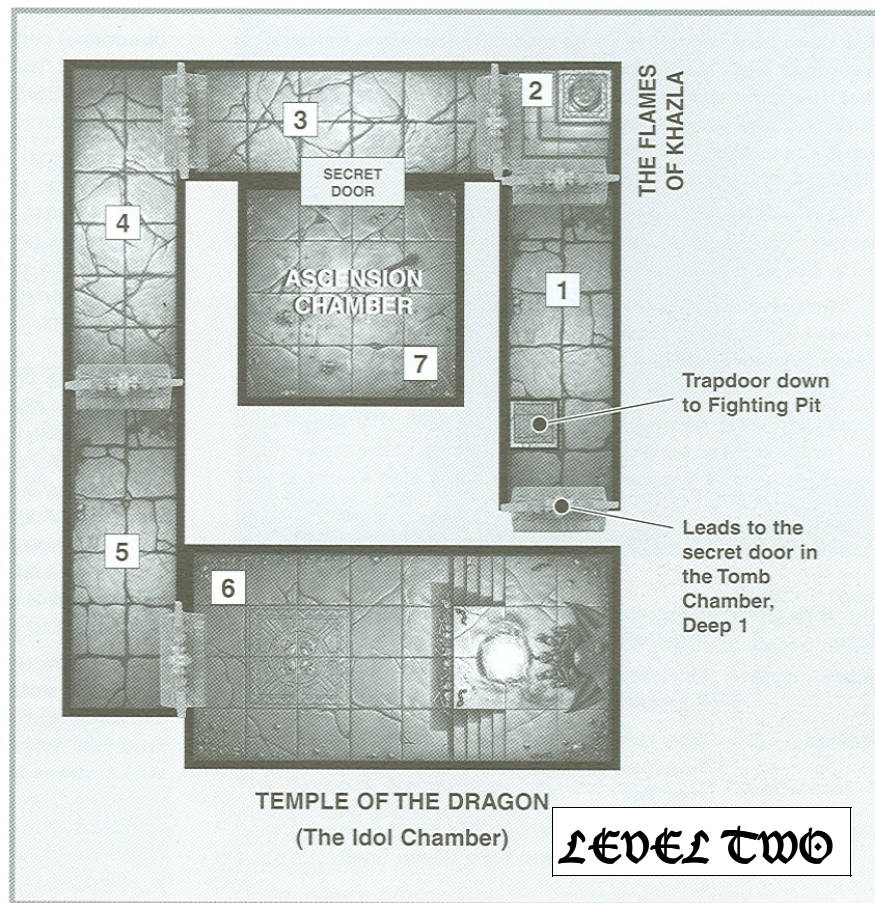 2
THE FLAMES
OF KHAZLA
3
SECRET
DOOR
4
ASCENSION
CHAMBER
1
7
Trapdoor down
to Fighting Pit
Leads to the
secret door in
the Tomb
Chamber,
Deep 1
5
6
TEMPLE OF THE DRAGON
(The Idol Chamber)
LEVEL TWO